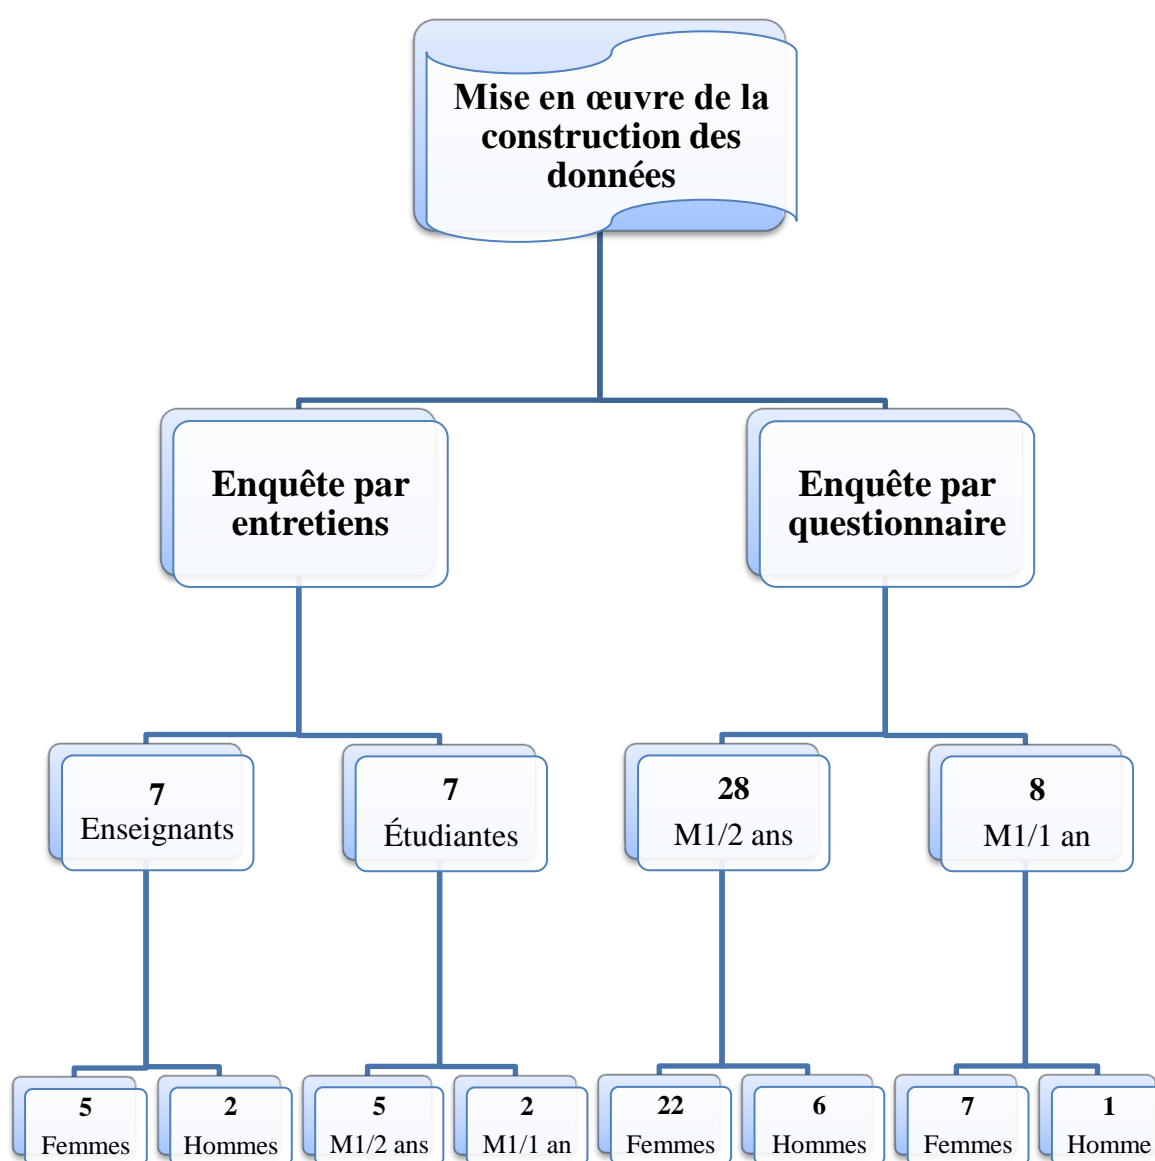 Mise en œuvre de la
construction des
données
Enquête par
entretiens
Enquête par
questionnaire
7
Enseignants
7
Étudiantes
28
M1/2 ans
8
M1/1 an
5
Femmes
2
Hommes
5
M1/2 ans
2
M1/1 an
22
Femmes
6
Hommes
7
Femmes
1
Homme